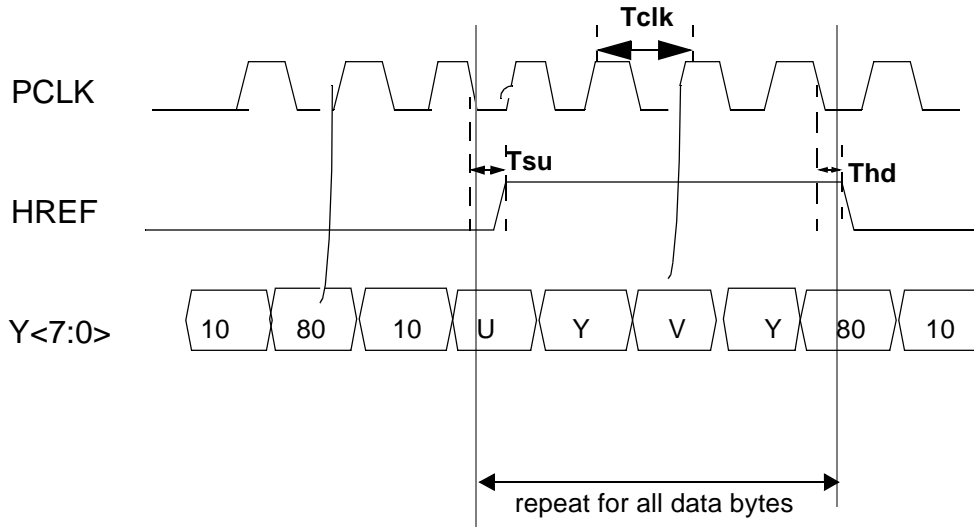 Tclk
PCLK
Tsu
Thd
HREF
Y<7:0>
10 80 10 U Y V Y 80 10
repeat for all data bytes